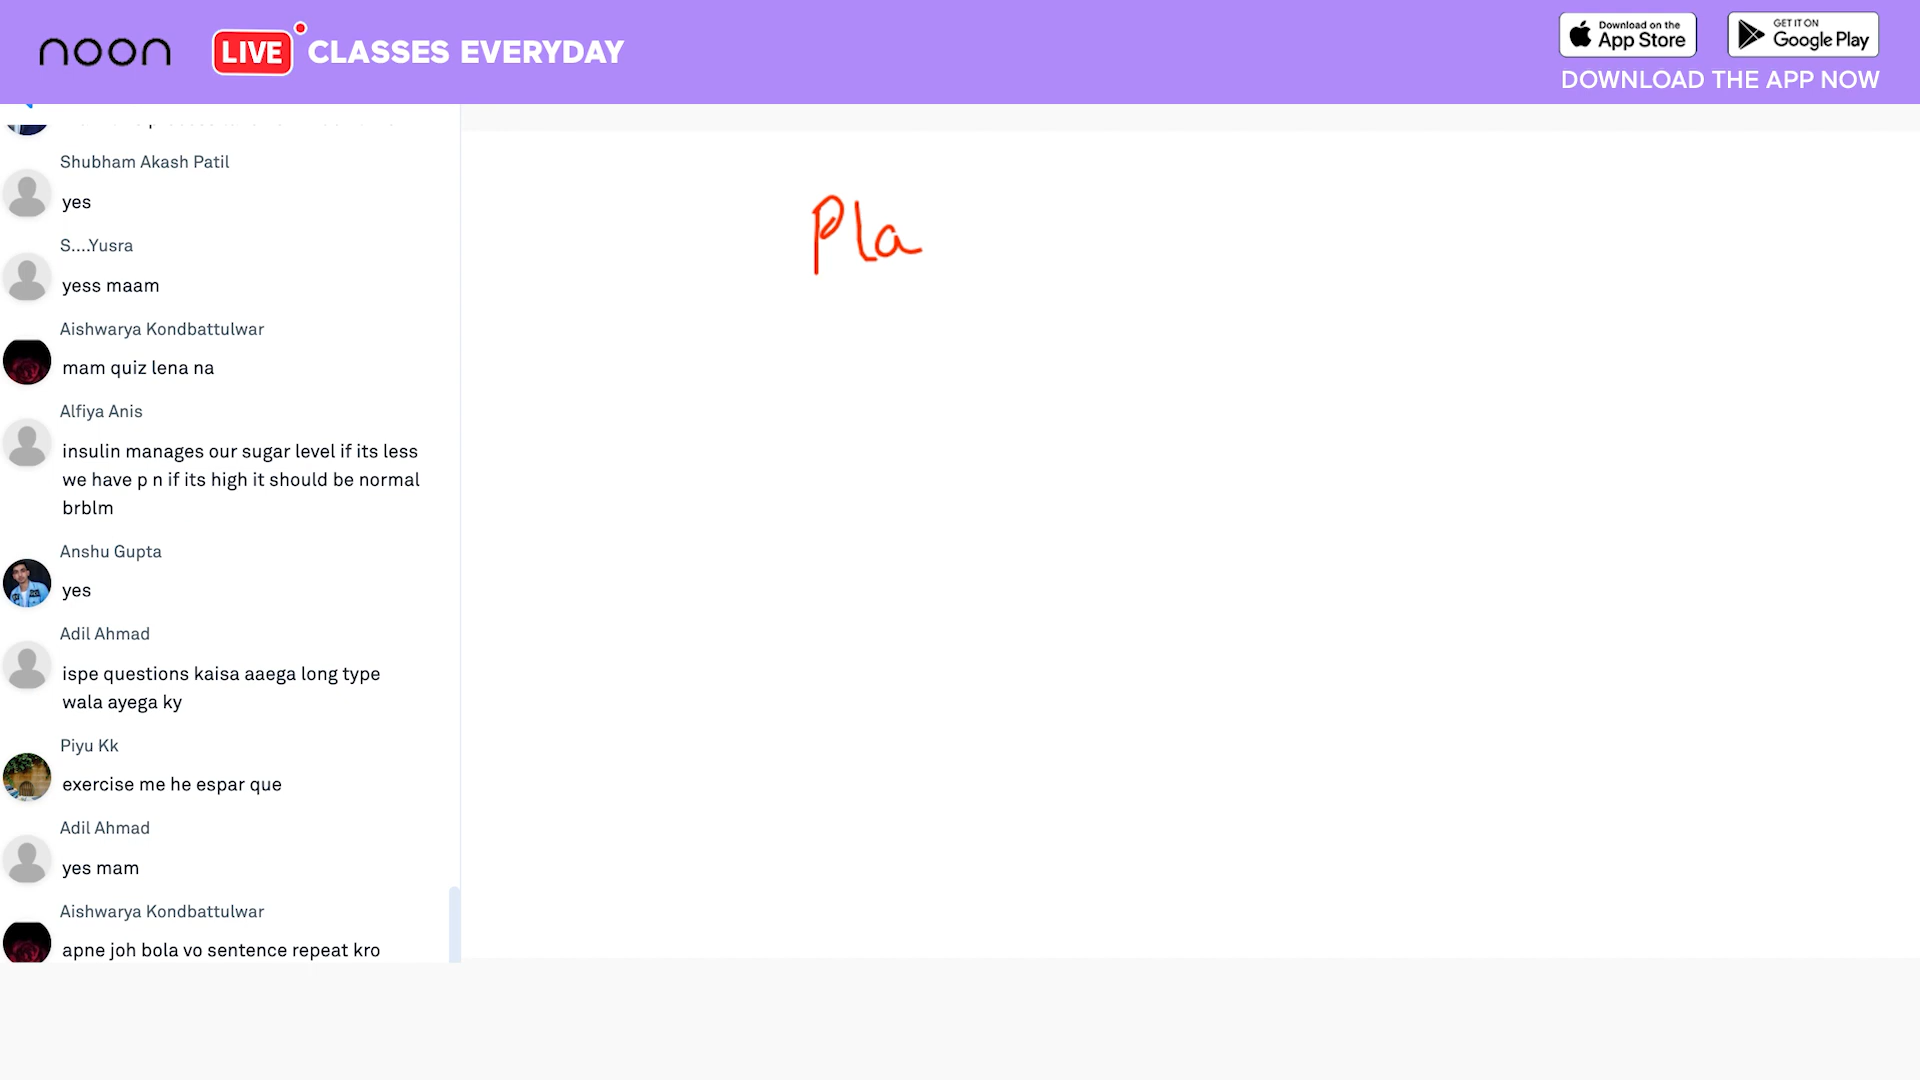 noon LIVE CLASSES EVERYDAY
Download on the App Store
GET IT ON Google Play
DOWNLOAD THE APP NOW
Shubham Akash Patil
yes
S....Yusra
yess maam
Aishwarya Kondbattulwar
mam quiz lena na
Alfiya Anis
insulin manages our sugar level if its less
we have p n if its high it should be normal
brblm
Anshu Gupta
yes
Adil Ahmad
ispe questions kaisa aaega long type
wala ayega ky
Piyu Kk
exercise me he espar que
Adil Ahmad
yes mam
Aishwarya Kondbattulwar
apne joh bola vo sentence repeat kro
Pla